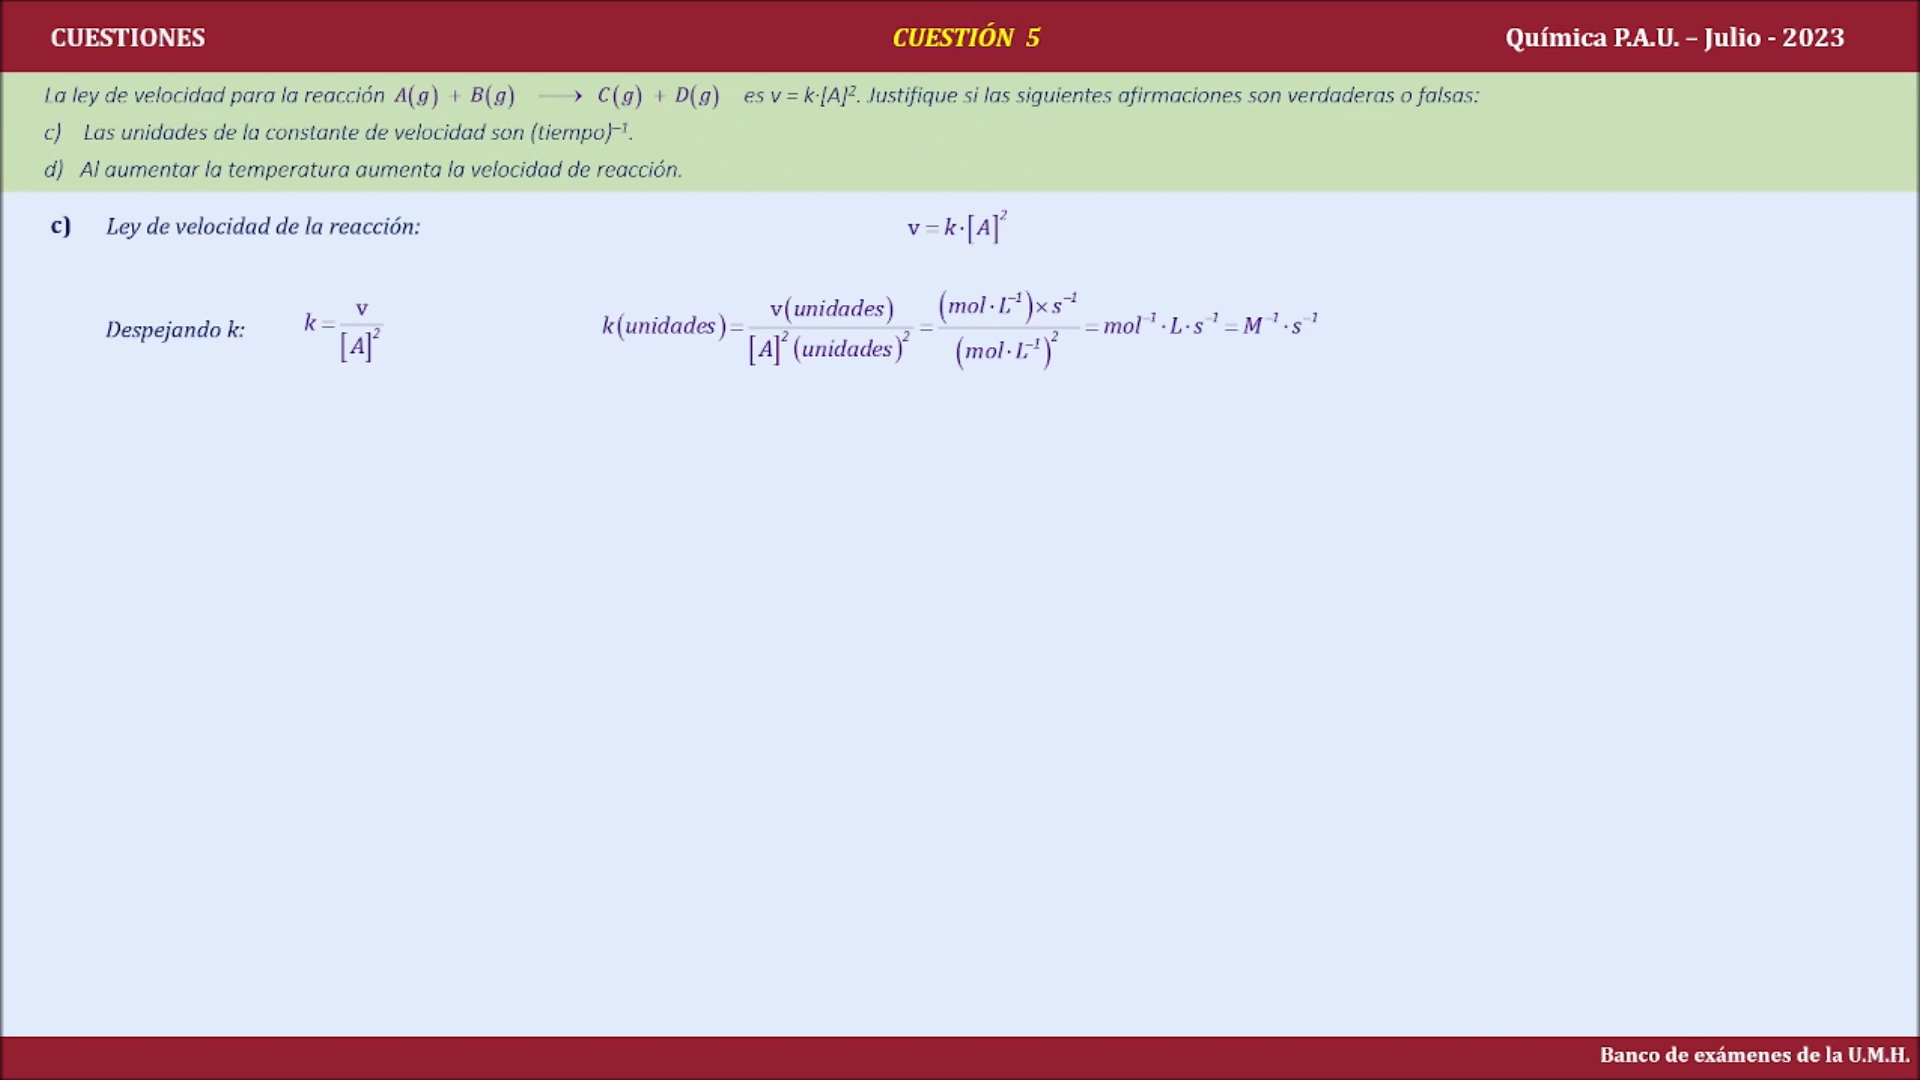 CUESTIONES CUESTIÓN 5 Química P.A.U. – Julio - 2023
La ley de velocidad para la reacción A(g) + B(g) ⟶ C(g) + D(g) es v = k·[A]². Justifique si las siguientes afirmaciones son verdaderas o falsas:
c) Las unidades de la constante de velocidad son (tiempo)⁻¹.
d) Al aumentar la temperatura aumenta la velocidad de reacción.
c) Ley de velocidad de la reacción: v = k·[A]²
Despejando k: k = v / [A]² k(unidades) = v(unidades) / [A]²(unidades)² = (mol·L⁻¹)×s⁻¹ / (mol·L⁻¹)² = mol⁻¹·L·s⁻¹ = M⁻¹·s⁻¹
Banco de exámenes de la U.M.H.